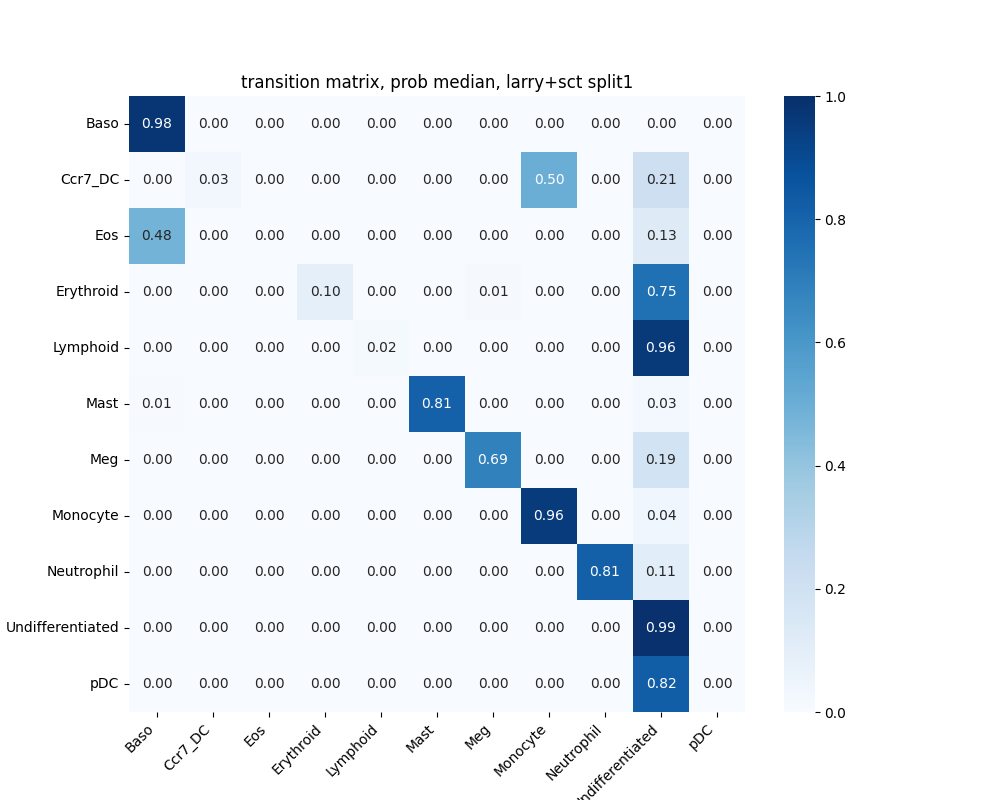 transition matrix, prob median, larry+sct split1
Baso 0.98 0.00 0.00 0.00 0.00 0.00 0.00 0.00 0.00 0.00 0.00
Ccr7_DC 0.00 0.03 0.00 0.00 0.00 0.00 0.00 0.50 0.00 0.21 0.00
Eos 0.48 0.00 0.00 0.00 0.00 0.00 0.00 0.00 0.00 0.13 0.00
Erythroid 0.00 0.00 0.00 0.10 0.00 0.00 0.01 0.00 0.00 0.75 0.00
Lymphoid 0.00 0.00 0.00 0.00 0.02 0.00 0.00 0.00 0.00 0.96 0.00
Mast 0.01 0.00 0.00 0.00 0.00 0.81 0.00 0.00 0.00 0.03 0.00
Meg 0.00 0.00 0.00 0.00 0.00 0.00 0.69 0.00 0.00 0.19 0.00
Monocyte 0.00 0.00 0.00 0.00 0.00 0.00 0.00 0.96 0.00 0.04 0.00
Neutrophil 0.00 0.00 0.00 0.00 0.00 0.00 0.00 0.00 0.81 0.11 0.00
Undifferentiated 0.00 0.00 0.00 0.00 0.00 0.00 0.00 0.00 0.00 0.99 0.00
pDC 0.00 0.00 0.00 0.00 0.00 0.00 0.00 0.00 0.00 0.82 0.00
Baso Ccr7_DC Eos Erythroid Lymphoid Mast Meg Monocyte Neutrophil ndifferentiated pDC
1.0
0.8
0.6
0.4
0.2
0.0